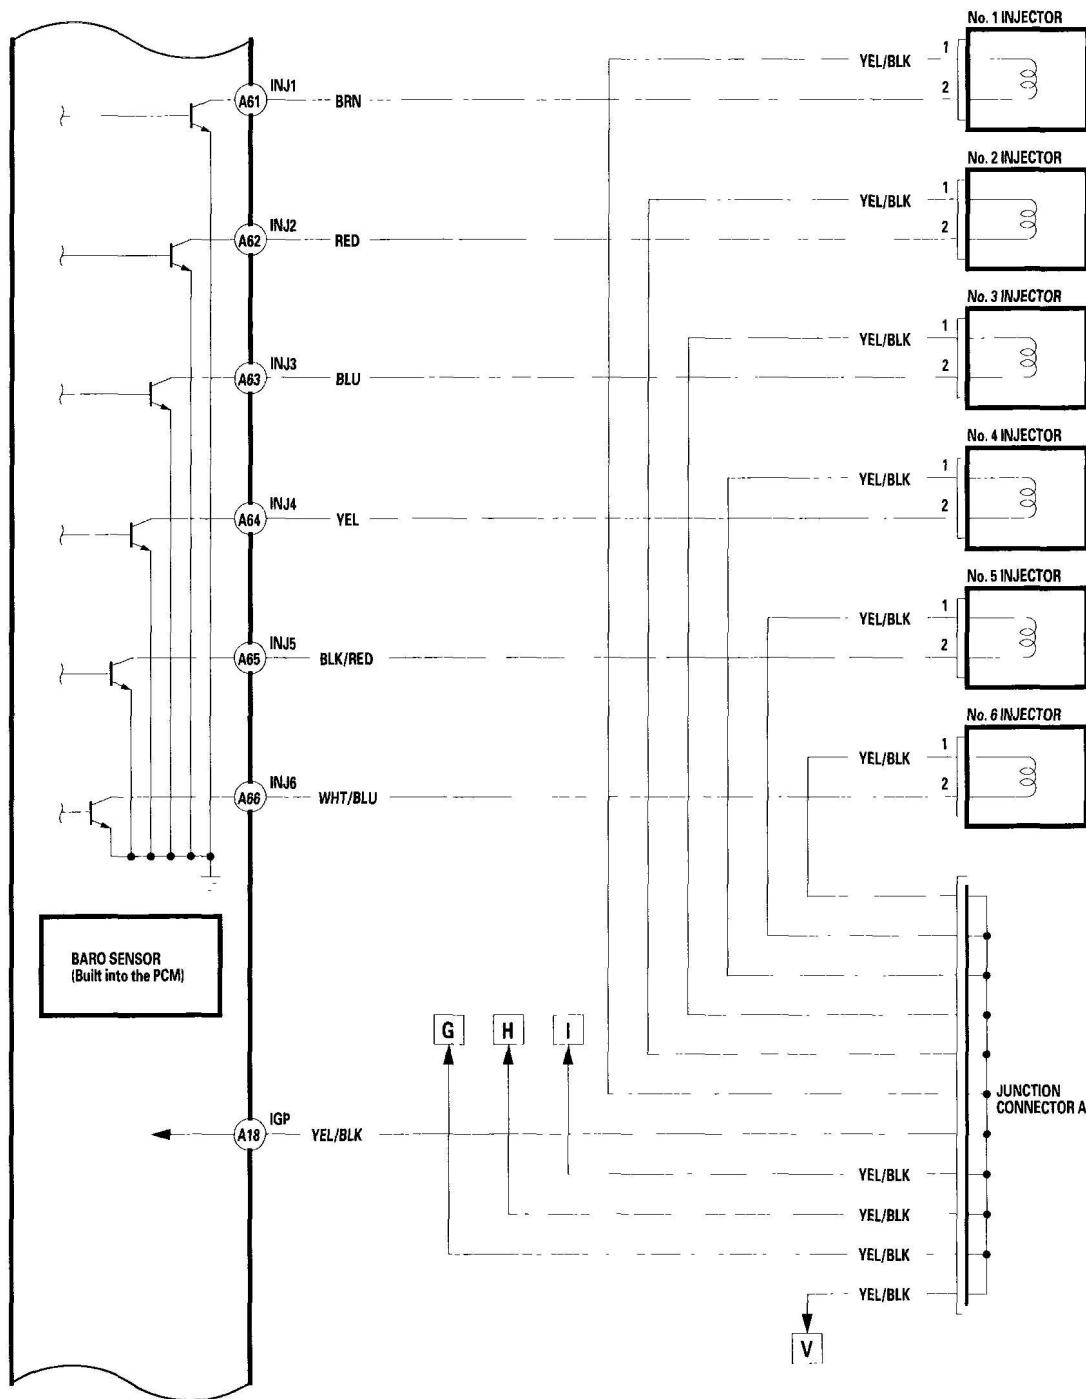 No. 1 INJECTOR
YEL/BLK
1
INJ1
A61
BRN
2
No. 2 INJECTOR
YEL/BLK
1
INJ2
A62
RED
2
No. 3 INJECTOR
YEL/BLK
1
INJ3
A63
BLU
2
No. 4 INJECTOR
YEL/BLK
1
INJ4
A64
YEL
2
No. 5 INJECTOR
YEL/BLK
1
INJ5
A65
BLK/RED
2
No. 6 INJECTOR
YEL/BLK
1
INJ6
A66
WHT/BLU
2
BARO SENSOR
(Built into the PCM)
G
H
I
JUNCTION
CONNECTOR A
IGP
A18
YEL/BLK
YEL/BLK
YEL/BLK
YEL/BLK
YEL/BLK
V